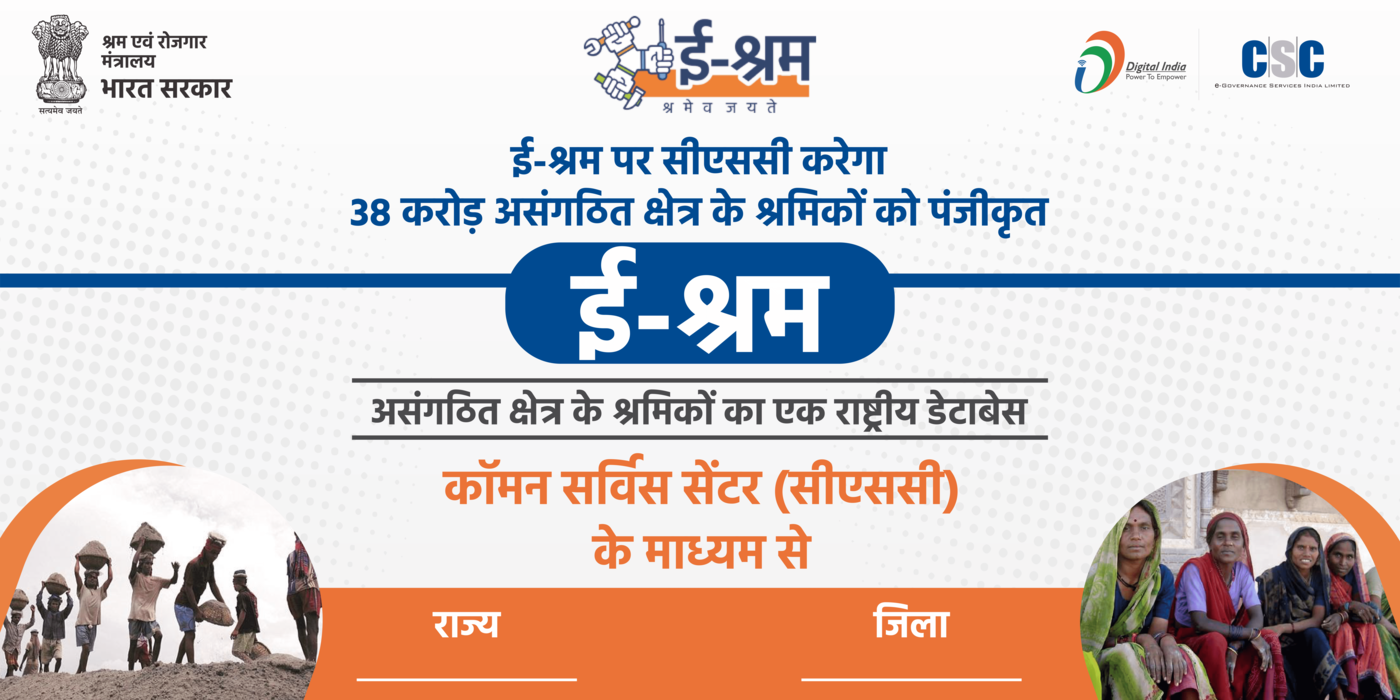 श्रम एवं रोजगार
मंत्रालय
भारत सरकार
सत्यमेव जयते
ई-श्रम
श्रमेव जयते
Digital India
Power To Empower
CSC
e-Governance Services India Limited
ई-श्रम पर सीएससी करेगा
38 करोड़ असंगठित क्षेत्र के श्रमिकों को पंजीकृत
ई-श्रम
असंगठित क्षेत्र के श्रमिकों का एक राष्ट्रीय डेटाबेस
कॉमन सर्विस सेंटर (सीएससी)
के माध्यम से
राज्य
जिला